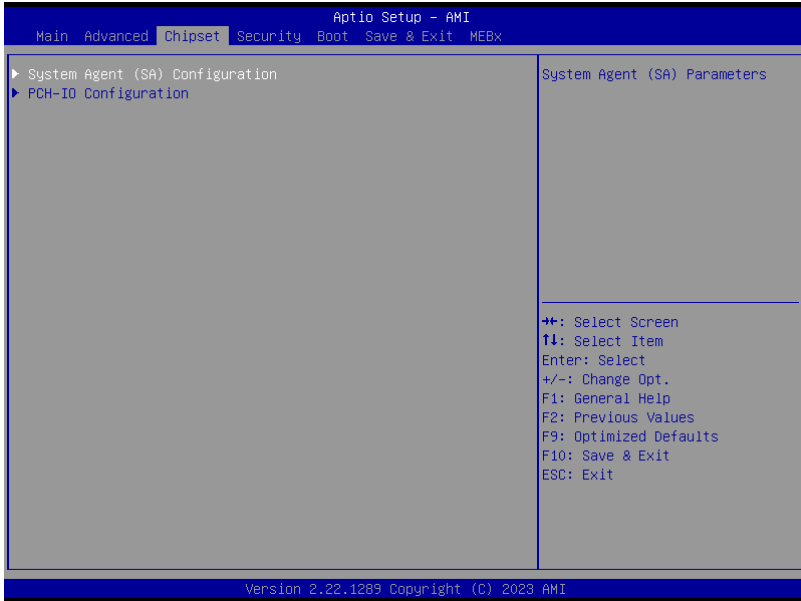 Aptio Setup – AMI
Main Advanced Chipset Security Boot Save & Exit MEBx
System Agent (SA) Configuration
PCH-IO Configuration
System Agent (SA) Parameters
→←: Select Screen
↑↓: Select Item
Enter: Select
+/-: Change Opt.
F1: General Help
F2: Previous Values
F9: Optimized Defaults
F10: Save & Exit
ESC: Exit
Version 2.22.1289 Copyright (C) 2023 AMI